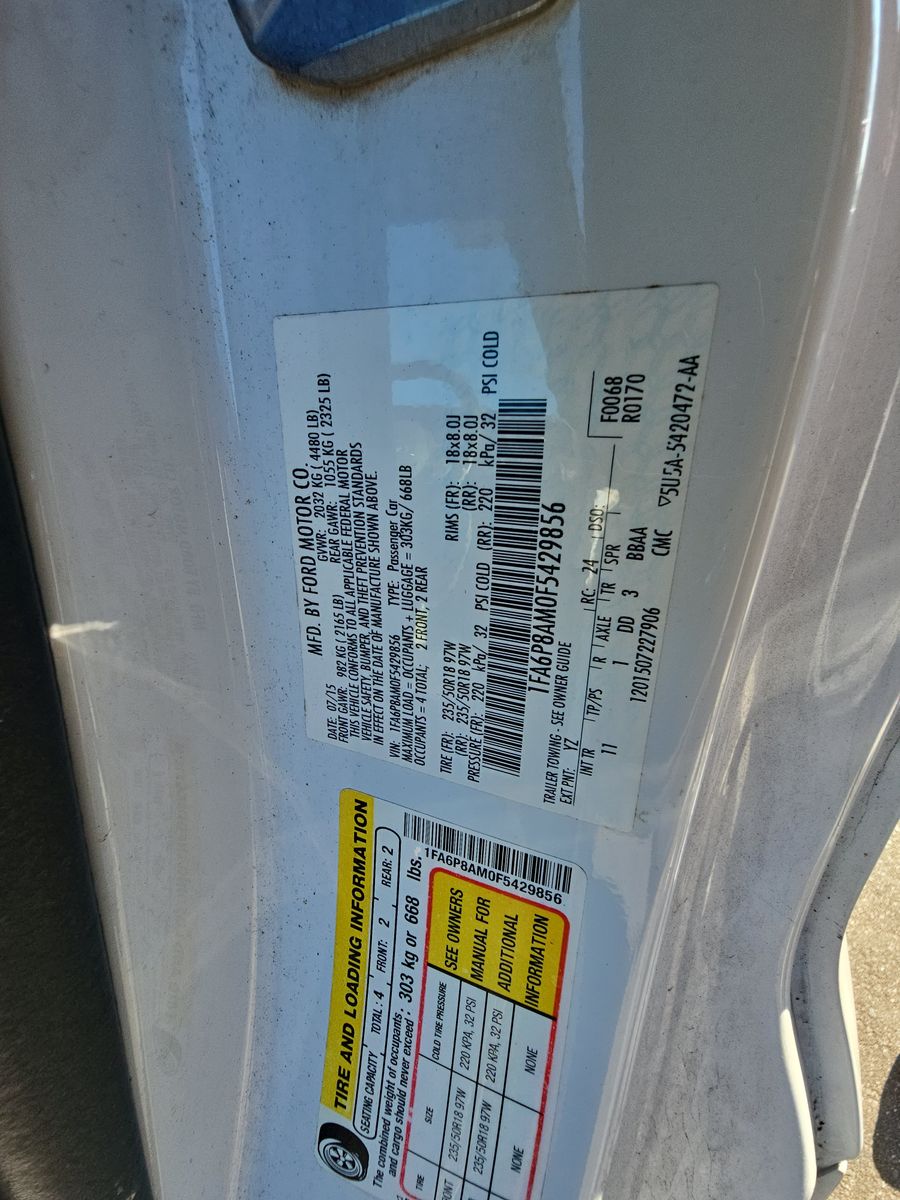 MFD. BY FORD MOTOR CO.
DATE: 07/15 GVWR: 2032 KG ( 4480 LB)
FRONT GAWR: 982 KG ( 2165 LB) REAR GAWR: 1055 KG ( 2325 LB)
THIS VEHICLE CONFORMS TO ALL APPLICABLE FEDERAL MOTOR
VEHICLE SAFETY, BUMPER, AND THEFT PREVENTION STANDARDS
IN EFFECT ON THE DATE OF MANUFACTURE SHOWN ABOVE.
VIN: 1FA6P8AM0F5429856 TYPE: Passenger Car
MAXIMUM LOAD = OCCUPANTS + LUGGAGE = 303KG/ 668LB
OCCUPANTS = 4 TOTAL; 2 FRONT, 2 REAR
TIRE (FR): 235/50R18 97W RIMS (FR): 18x8.0J
(RR): 235/50R18 97W (RR): 18x8.0J
PRESSURE (FR): 220 kPa/ 32 PSI COLD (RR): 220 kPa/ 32 PSI COLD
1FA6P8AM0F5429856
TRAILER TOWING - SEE OWNER GUIDE
EXT PNT: YZ RC: 24 DSO:
INT TR TP/PS R AXLE TR SPR F0068
11 1 DD 3 BBAA R0170
1201507227906 CMC
▽5U5A-5420472-AA
TIRE AND LOADING INFORMATION
SEATING CAPACITY TOTAL : 4 FRONT: 2 REAR: 2
The combined weight of occupants and cargo should never exceed : 303 kg or 668 lbs.
1FA6P8AM0F5429856
TIRE SIZE COLD TIRE PRESSURE
235/50R18 97W 220 KPA, 32 PSI
235/50R18 97W 220 KPA, 32 PSI
NONE NONE
SEE OWNERS
MANUAL FOR
ADDITIONAL
INFORMATION